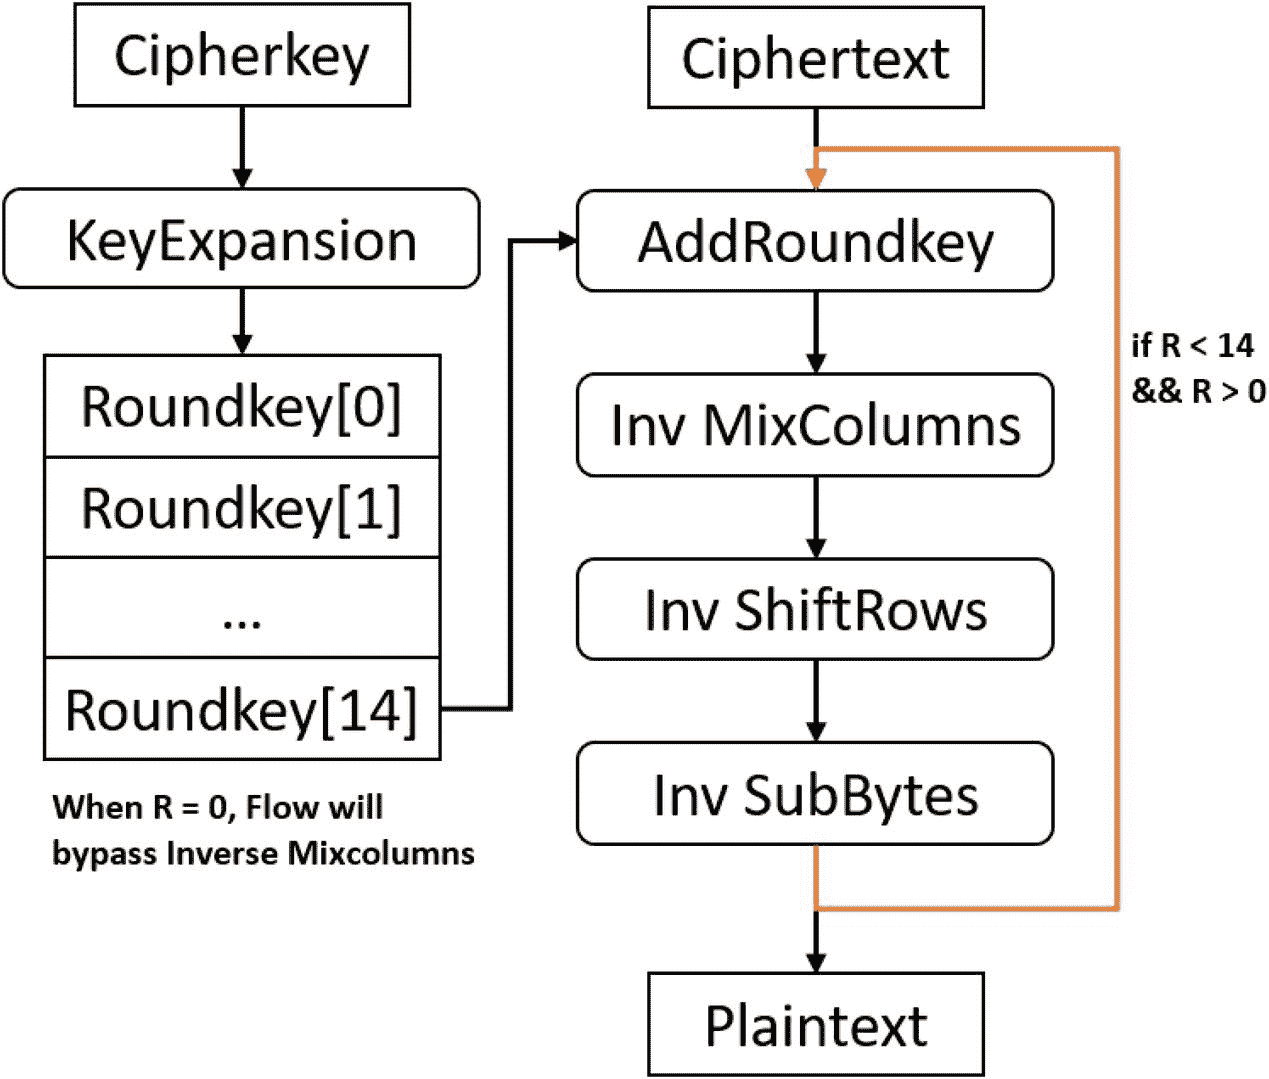 Cipherkey
KeyExpansion
Roundkey[0]
Roundkey[1]
...
Roundkey[14]
When R = 0, Flow will
bypass Inverse Mixcolumns
Ciphertext
AddRoundkey
Inv MixColumns
Inv ShiftRows
Inv SubBytes
Plaintext
if R < 14
&& R > 0